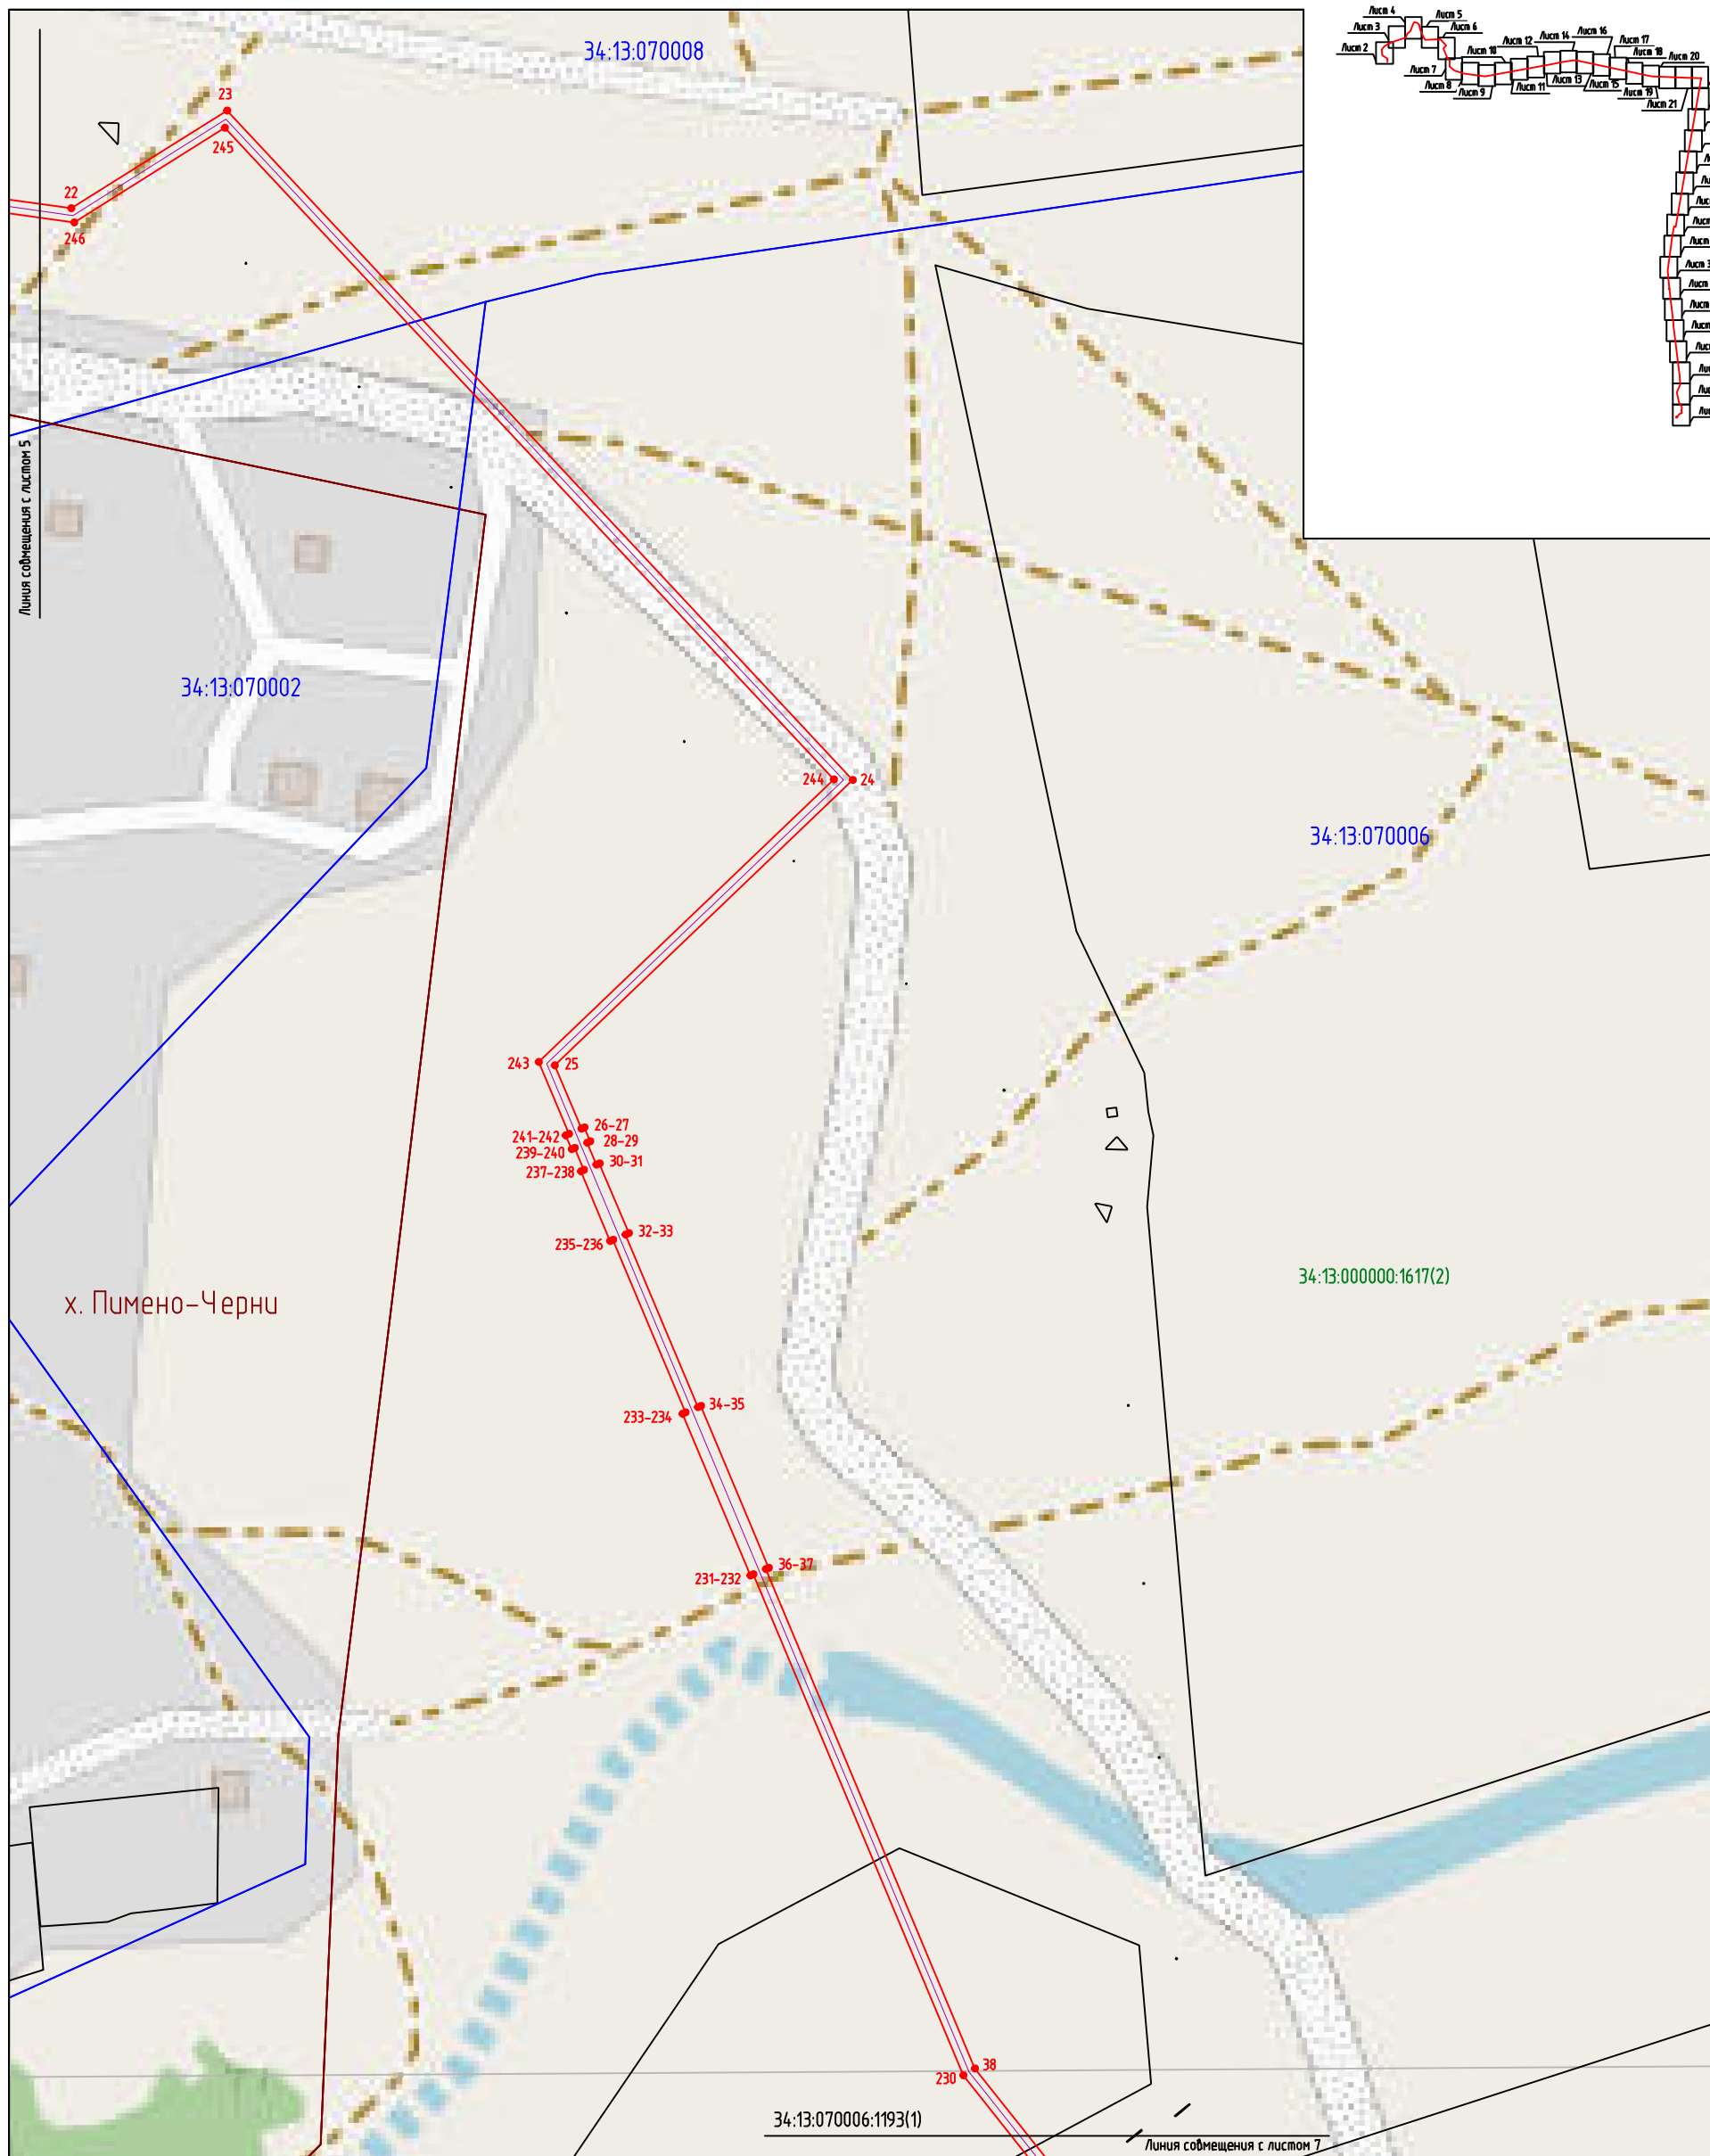 34:13:070008
Лист 4
Лист 5
Лист 3
Лист 6
Лист 2
Лист 12
Лист 14
Лист 16
Лист 17
Лист 10
Лист 18
Лист 20
Лист 7
Лист 13
Лист 8
Лист 9
Лист 11
Лист 15
Лист 19
Лист 21
23
245
22
246
Линия совмещения с листом 5
34:13:070002
244
24
34:13:070006
243
25
26-27
241-242
28-29
239-240
30-31
237-238
32-33
235-236
34:13:000000:1617(2)
х. Пимено-Черни
34-35
233-234
36-37
231-232
38
230
34:13:070006:1193(1)
Линия совмещения с листом 7